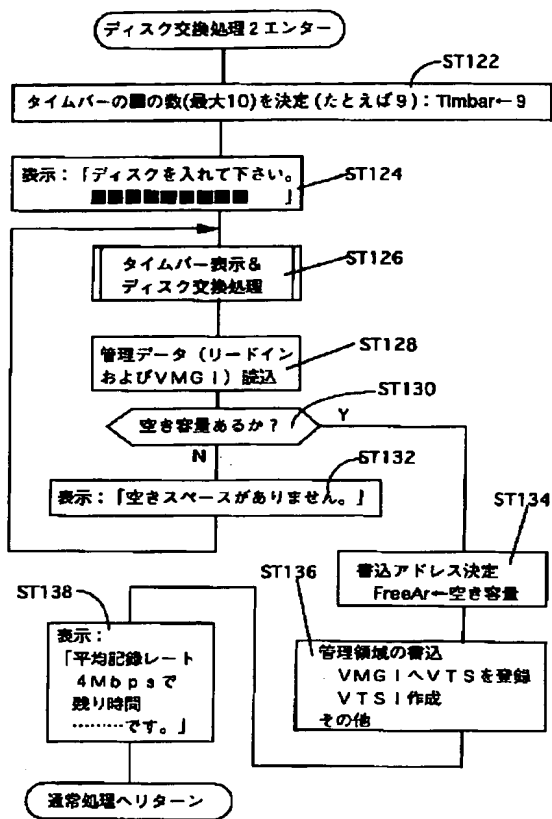 ディスク交換処理2エンター
ST122
タイムバーの■の数(最大10)を決定(たとえば9):Timbar←9
表示:「ディスクを入れて下さい。
■■■■■■■■■ 」
ST124
タイムバー表示&
ディスク交換処理
ST126
管理データ(リードイン
およびVMGI)読込
ST128
空き容量あるか?
ST130
Y
N
ST132
表示:「空きスペースがありません。」
ST134
書込アドレス決定
FreeAr←空き容量
ST136
管理領域の書込
VMGIへVTSを登録
VTSI作成
その他
ST138
表示:
「平均記録レート
4Mbpsで
残り時間
………です。」
通常処理へリターン